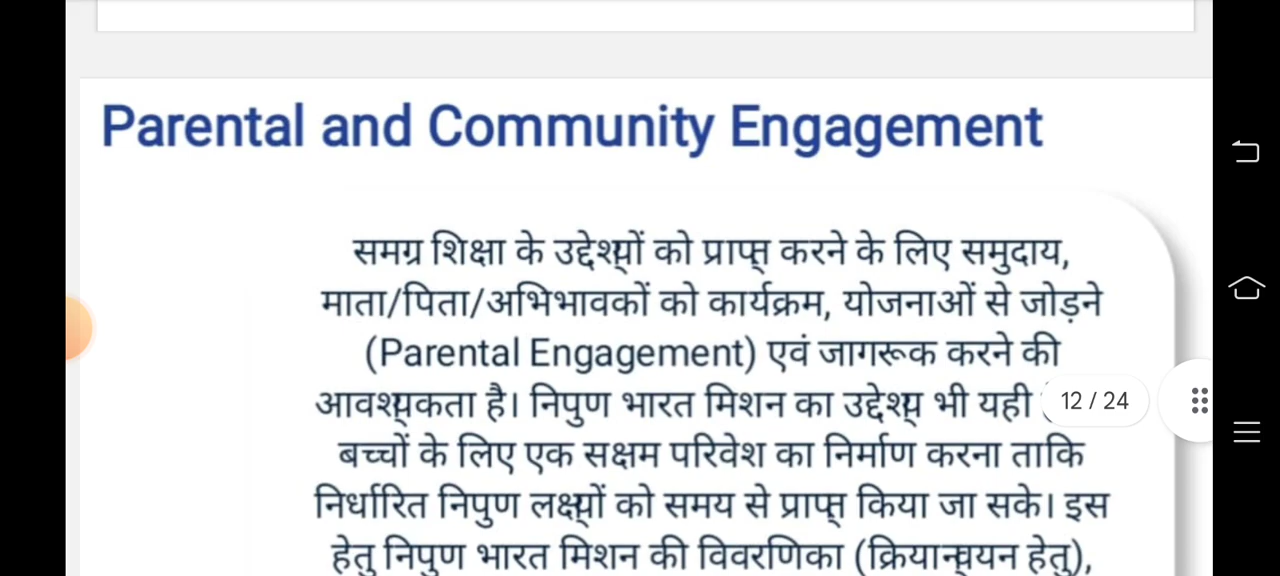 Parental and Community Engagement
समग्र शिक्षा के उद्देश्यों को प्राप्त करने के लिए समुदाय,
माता/पिता/अभिभावकों को कार्यक्रम, योजनाओं से जोड़ने
(Parental Engagement) एवं जागरूक करने की
आवश्यकता है। निपुण भारत मिशन का उद्देश्य भी यही
12 / 24
बच्चों के लिए एक सक्षम परिवेश का निर्माण करना ताकि
निर्धारित निपुण लक्ष्यों को समय से प्राप्त किया जा सके। इस
हेतु निपुण भारत मिशन की विवरणिका (क्रियान्वयन हेतु),